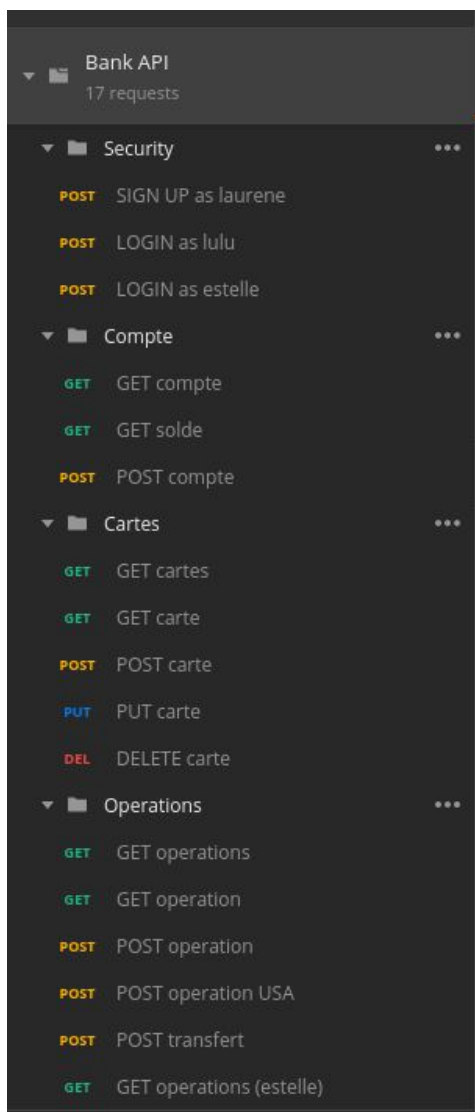 Bank API
17 requests
Security
POST SIGN UP as laurene
POST LOGIN as lulu
POST LOGIN as estelle
Compte
GET GET compte
GET GET solde
POST POST compte
Cartes
GET GET cartes
GET GET carte
POST POST carte
PUT PUT carte
DEL DELETE carte
Operations
GET GET operations
GET GET operation
POST POST operation
POST POST operation USA
POST POST transfert
GET GET operations (estelle)